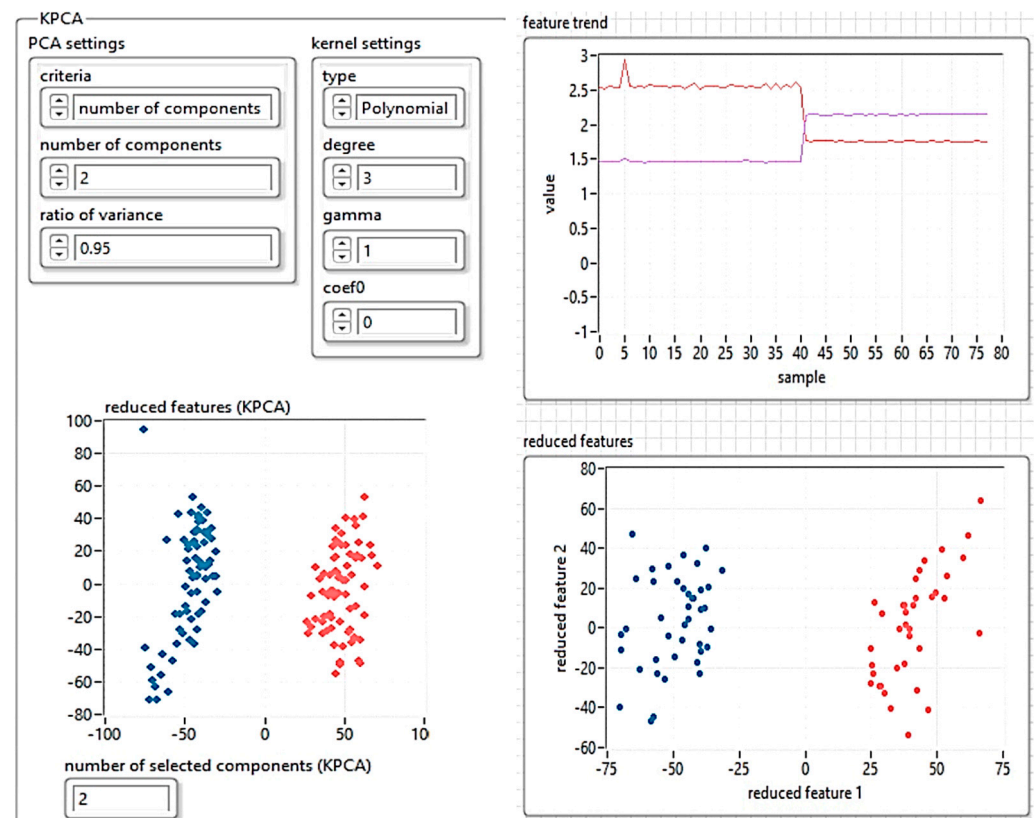 KPCA
PCA settings
criteria
number of components
number of components
2
ratio of variance
0.95
kernel settings
type
Polynomial
degree
3
gamma
1
coef0
0
feature trend
3
2.5
2
1.5
1
0.5
0
-0.5
-1
value
0 5 10 15 20 25 30 35 40 45 50 55 60 65 70 75 80
sample
reduced features (KPCA)
100
80
60
40
20
0
-20
-40
-60
-80
-100 -50 0 50 10
number of selected components (KPCA)
2
reduced features
80
60
40
20
0
-20
-40
-60
reduced feature 2
-75 -50 -25 0 25 50 75
reduced feature 1